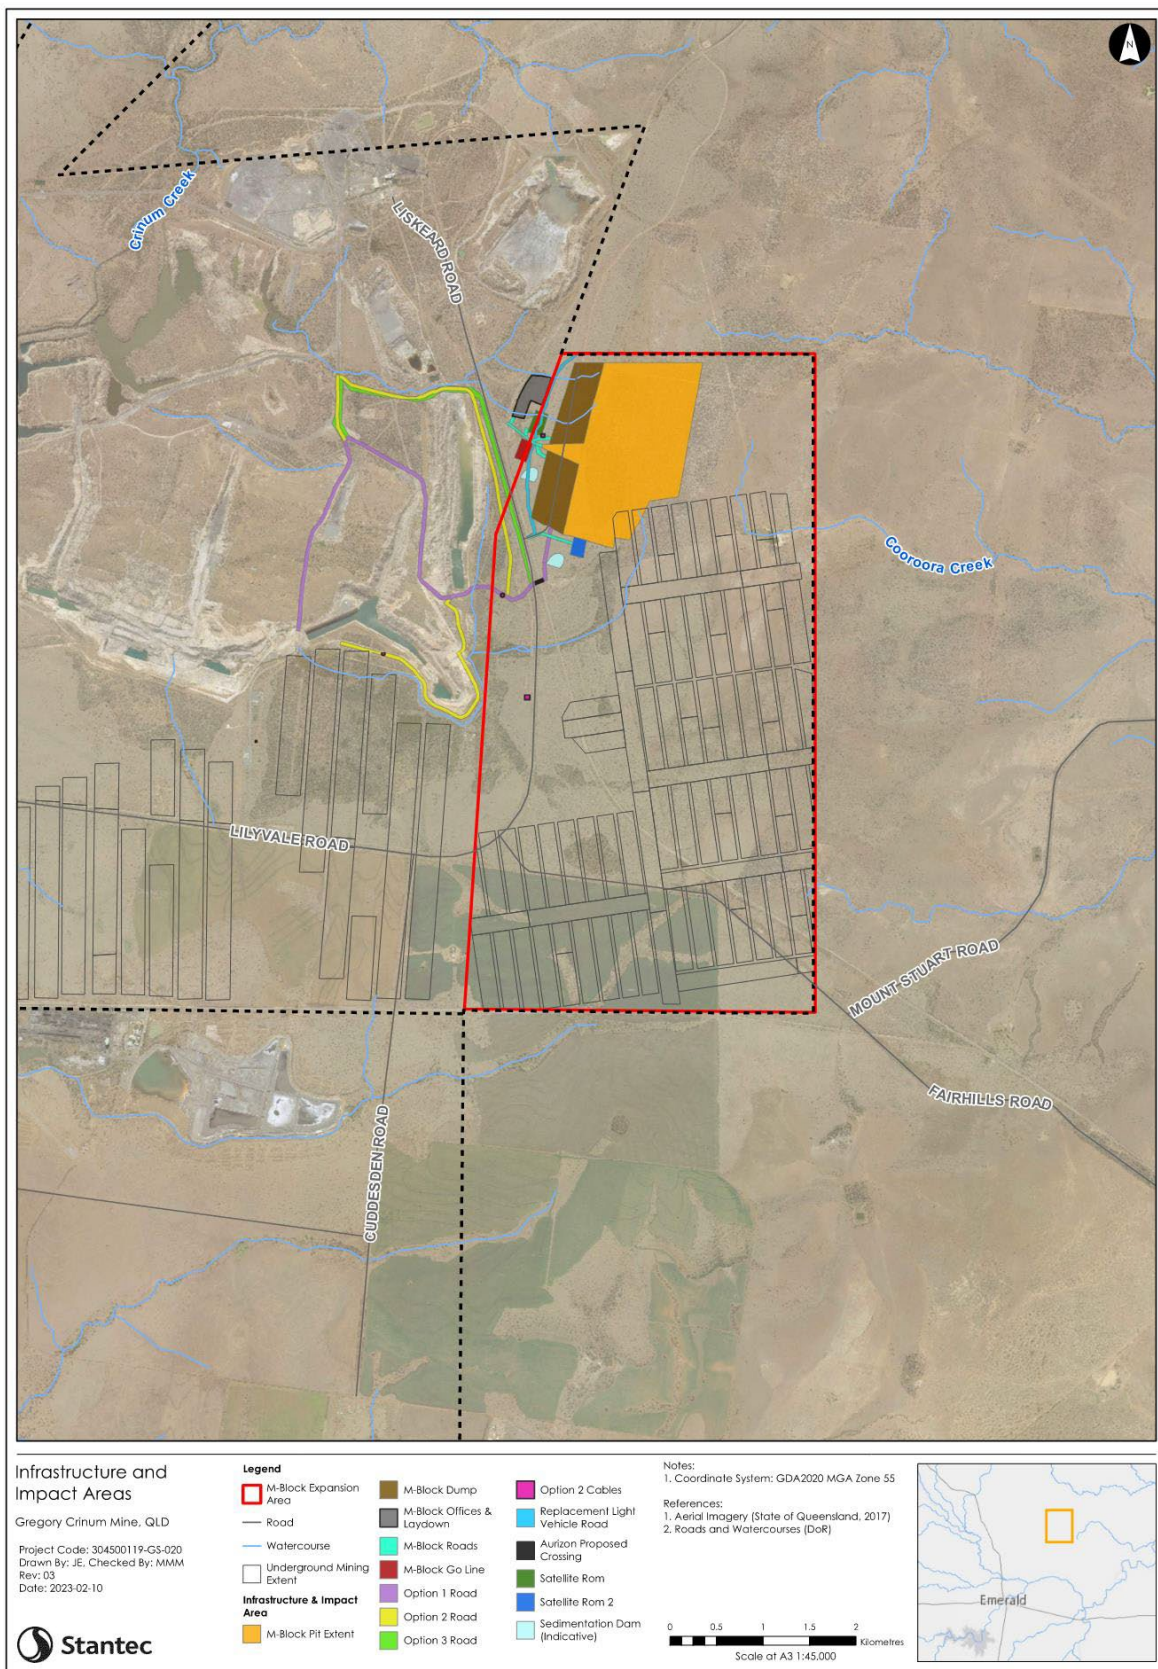 N
Crinum Creek
LISKEARD ROAD
Cooroora Creek
LILYVALE ROAD
MOUNT STUART ROAD
FAIRHILLS ROAD
CUDDESDEN ROAD
Infrastructure and
Impact Areas
Gregory Crinum Mine, QLD
Project Code: 304500119-GS-020
Drawn By: JE, Checked By: MMM
Rev: 03
Date: 2023-02-10
Stantec
Legend
M-Block Expansion
Area
Road
Watercourse
Underground Mining
Extent
Infrastructure & Impact
Area
M-Block Pit Extent
M-Block Dump
M-Block Offices &
Laydown
M-Block Roads
M-Block Go Line
Option 1 Road
Option 2 Road
Option 3 Road
Option 2 Cables
Replacement Light
Vehicle Road
Aurizon Proposed
Crossing
Satellite Rom
Satellite Rom 2
Sedimentation Dam
(Indicative)
Notes:
1. Coordinate System: GDA2020 MGA Zone 55
References:
1. Aerial Imagery (State of Queensland, 2017)
2. Roads and Watercourses (DoR)
0 0.5 1 1.5 2
Kilometres
Scale at A3 1:45,000
Emerald